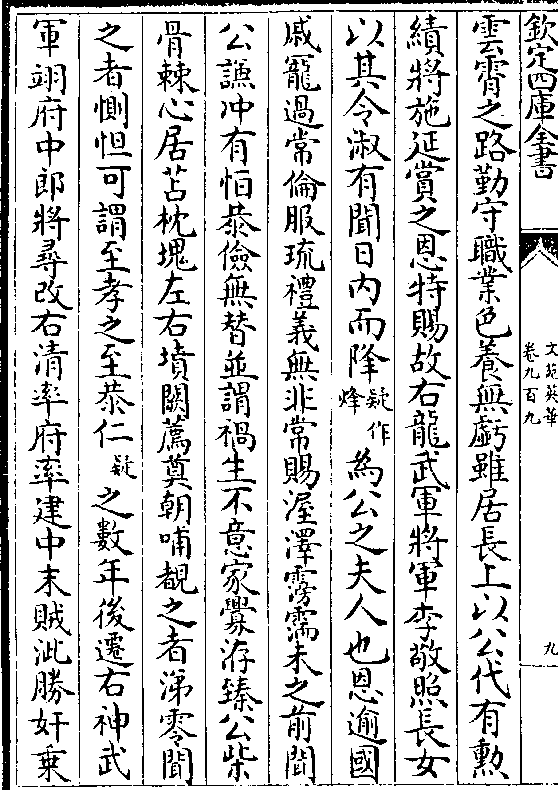 欽定四庫全書
文苑英華
卷九百九
九
雲霄之路勤守職業色養無虧雖居長上以公代有勲
績將施延賞之恩特賜故右龍武軍將軍李敬照長女
以其令淑有聞日内而降疑作烽為公之夫人也恩逾國
戚寵過常倫服琉禮義無非常賜渥澤霶霈未之前聞
公謙冲有怕恭儉無替並謂禍生不意家釁洊臻公柴
骨棘心居苫枕塊左右墳闕薦奠朝哺覩之者涕零聞
之者惻怛可謂至孝之至恭仁疑之數年後遷右神武
軍翊府中郎將尋改右清率府率建中末賊泚勝奸乗